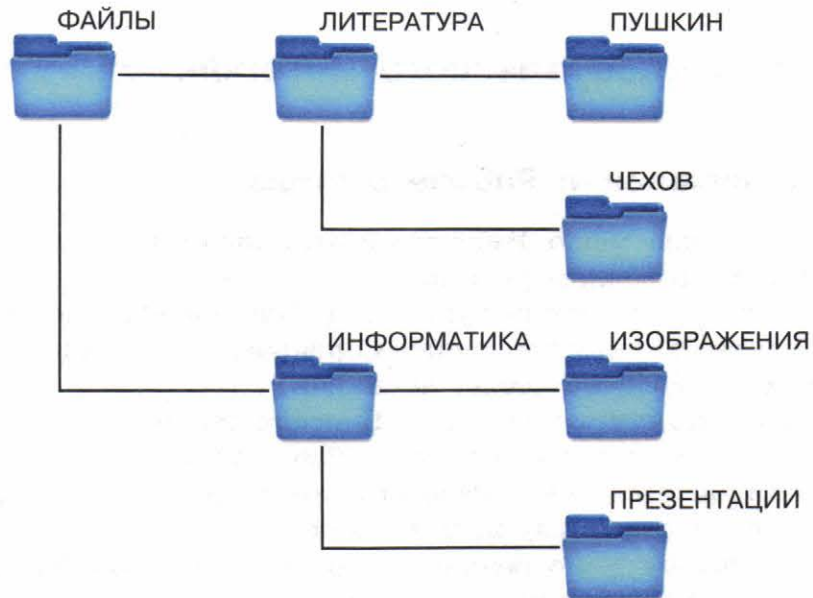 ФАЙЛЫ ЛИТЕРАТУРА ПУШКИН
ЧЕХОВ
ИНФОРМАТИКА ИЗОБРАЖЕНИЯ
ПРЕЗЕНТАЦИИ